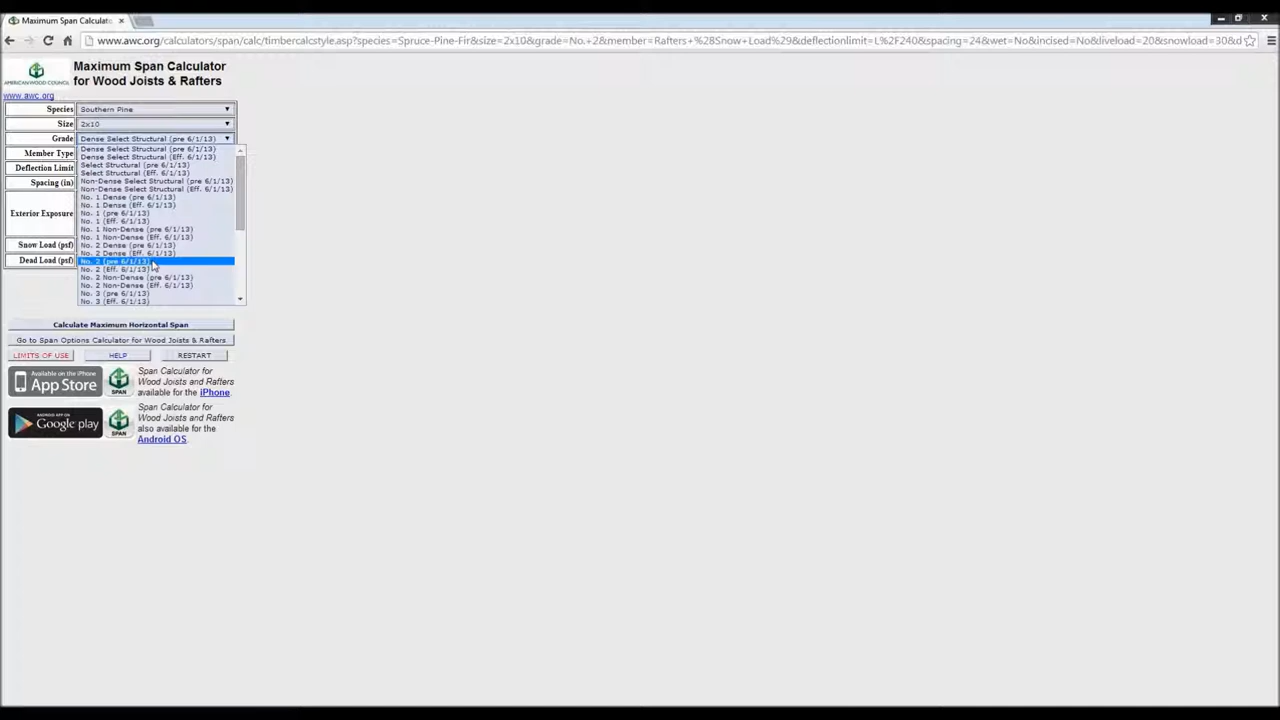 Maximum Span Calculato
www.awc.org/calculators/span/calc/timbercalcstyle.asp?species=Spruce-Pine-Fir&size=2x10&grade=No.+2&member=Rafters+%28Snow+Load%29&deflectionlimit=L%2F240&spacing=24&wet=No&incised=No&liveload=20&snowload=30&d
AMERICAN WOOD COUNCIL
Maximum Span Calculator
for Wood Joists & Rafters
www.awc.org
Species Southern Pine
Size 2x10
Grade Dense Select Structural (pre 6/1/13)
Dense Select Structural (pre 6/1/13)
Member Type Dense Select Structural (Eff. 6/1/13)
Select Structural (pre 6/1/13)
Deflection Limit Select Structural (Eff. 6/1/13)
Spacing (in) Non-Dense Select Structural (pre 6/1/13)
Non-Dense Select Structural (Eff. 6/1/13)
No. 1 Dense (pre 6/1/13)
No. 1 Dense (Eff. 6/1/13)
Exterior Exposure No. 1 (pre 6/1/13)
No. 1 (Eff. 6/1/13)
No. 1 Non-Dense (pre 6/1/13)
No. 1 Non-Dense (Eff. 6/1/13)
Snow Load (psf) No. 2 Dense (pre 6/1/13)
No. 2 Dense (Eff. 6/1/13)
Dead Load (psf) No. 2 (pre 6/1/13)
No. 2 (Eff. 6/1/13)
No. 2 Non-Dense (pre 6/1/13)
No. 2 Non-Dense (Eff. 6/1/13)
No. 3 (pre 6/1/13)
No. 3 (Eff. 6/1/13)
Calculate Maximum Horizontal Span
Go to Span Options Calculator for Wood Joists & Rafters
LIMITS OF USE HELP RESTART
Available on the iPhone
App Store
SPAN
Span Calculator for
Wood Joists and Rafters
available for the iPhone.
ANDROID APP ON
Google play
SPAN
Span Calculator for
Wood Joists and Rafters
also available for the
Android OS.